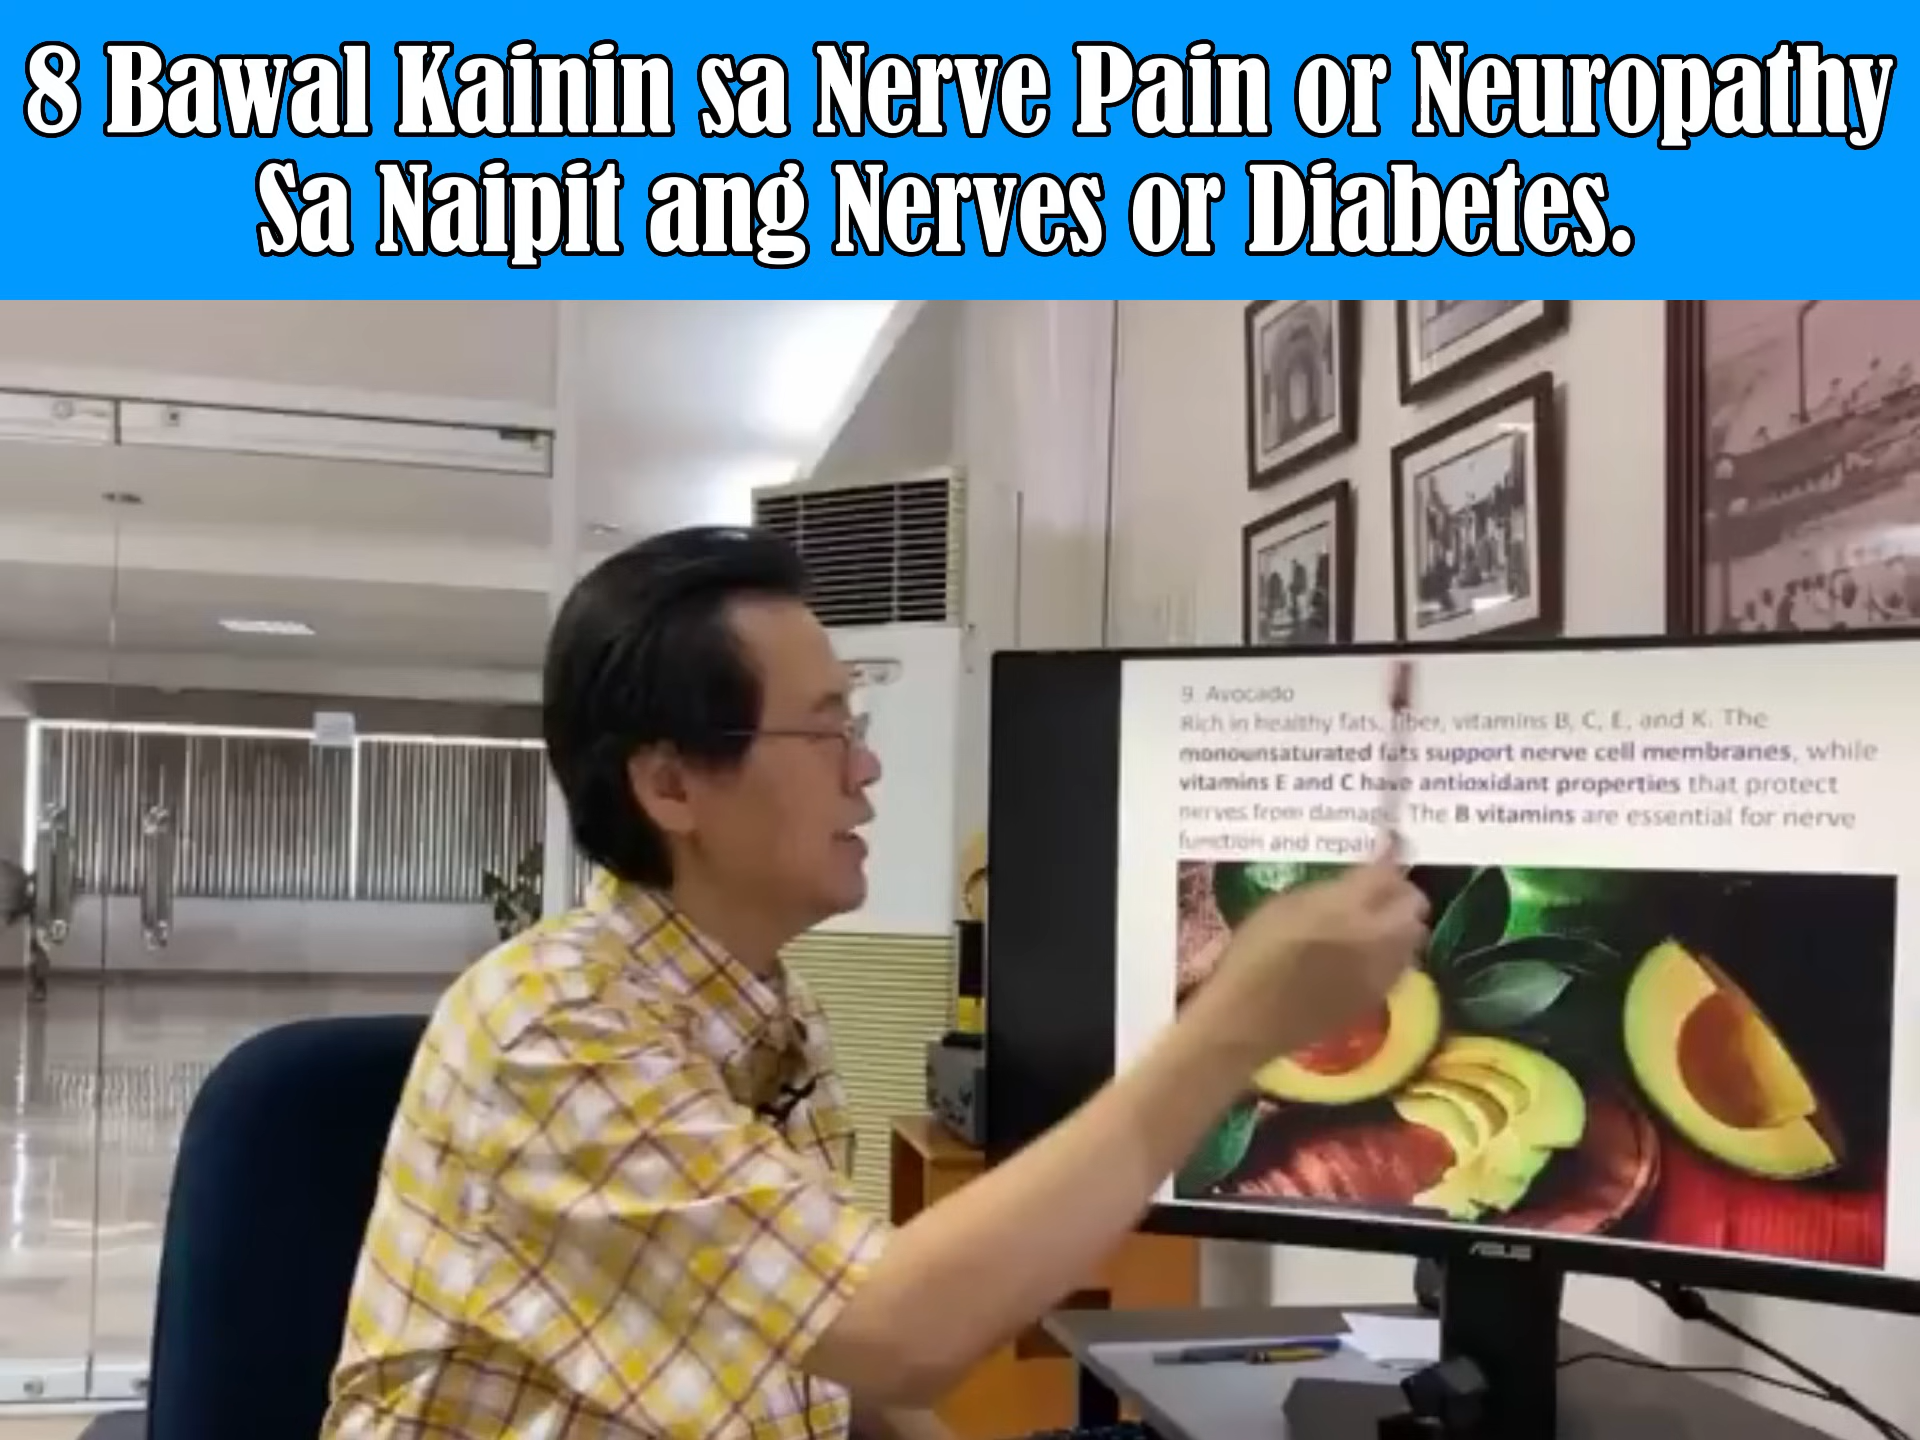 8 Bawal Kainin sa Nerve Pain or Neuropathy
Sa Naipit ang Nerves or Diabetes.
9. Avocado
Rich in healthy fats, fiber, vitamins B, C, E, and K. The
monounsaturated fats support nerve cell membranes, while
vitamins E and C have antioxidant properties that protect
nerves from damage. The B vitamins are essential for nerve
function and repair
ASUS